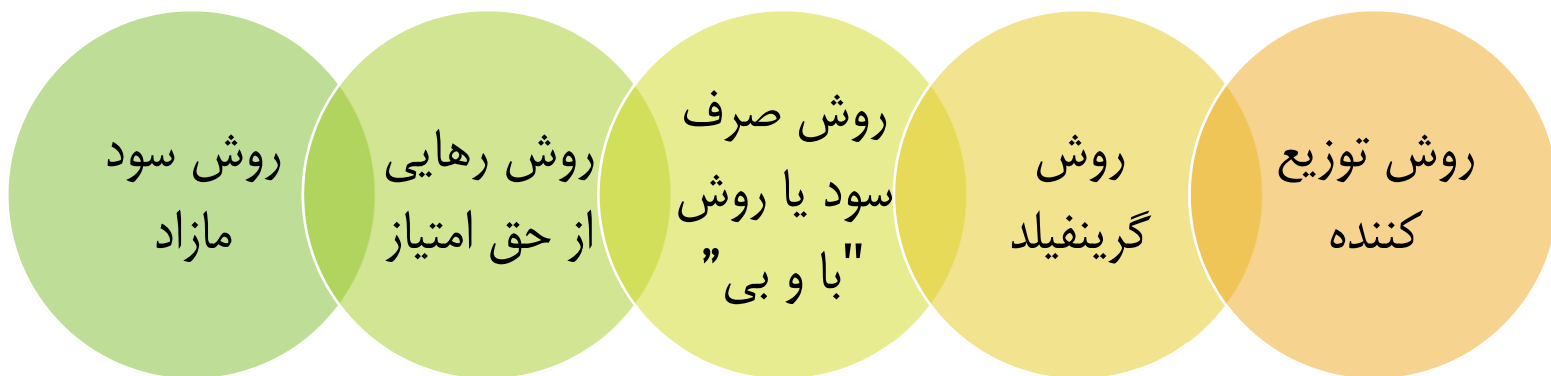 روش توزیع
کننده
روش
گرینفیلد
روش صرف
سود یا روش
"با و بی”
روش رهایی
از حق امتیاز
روش سود
مازاد